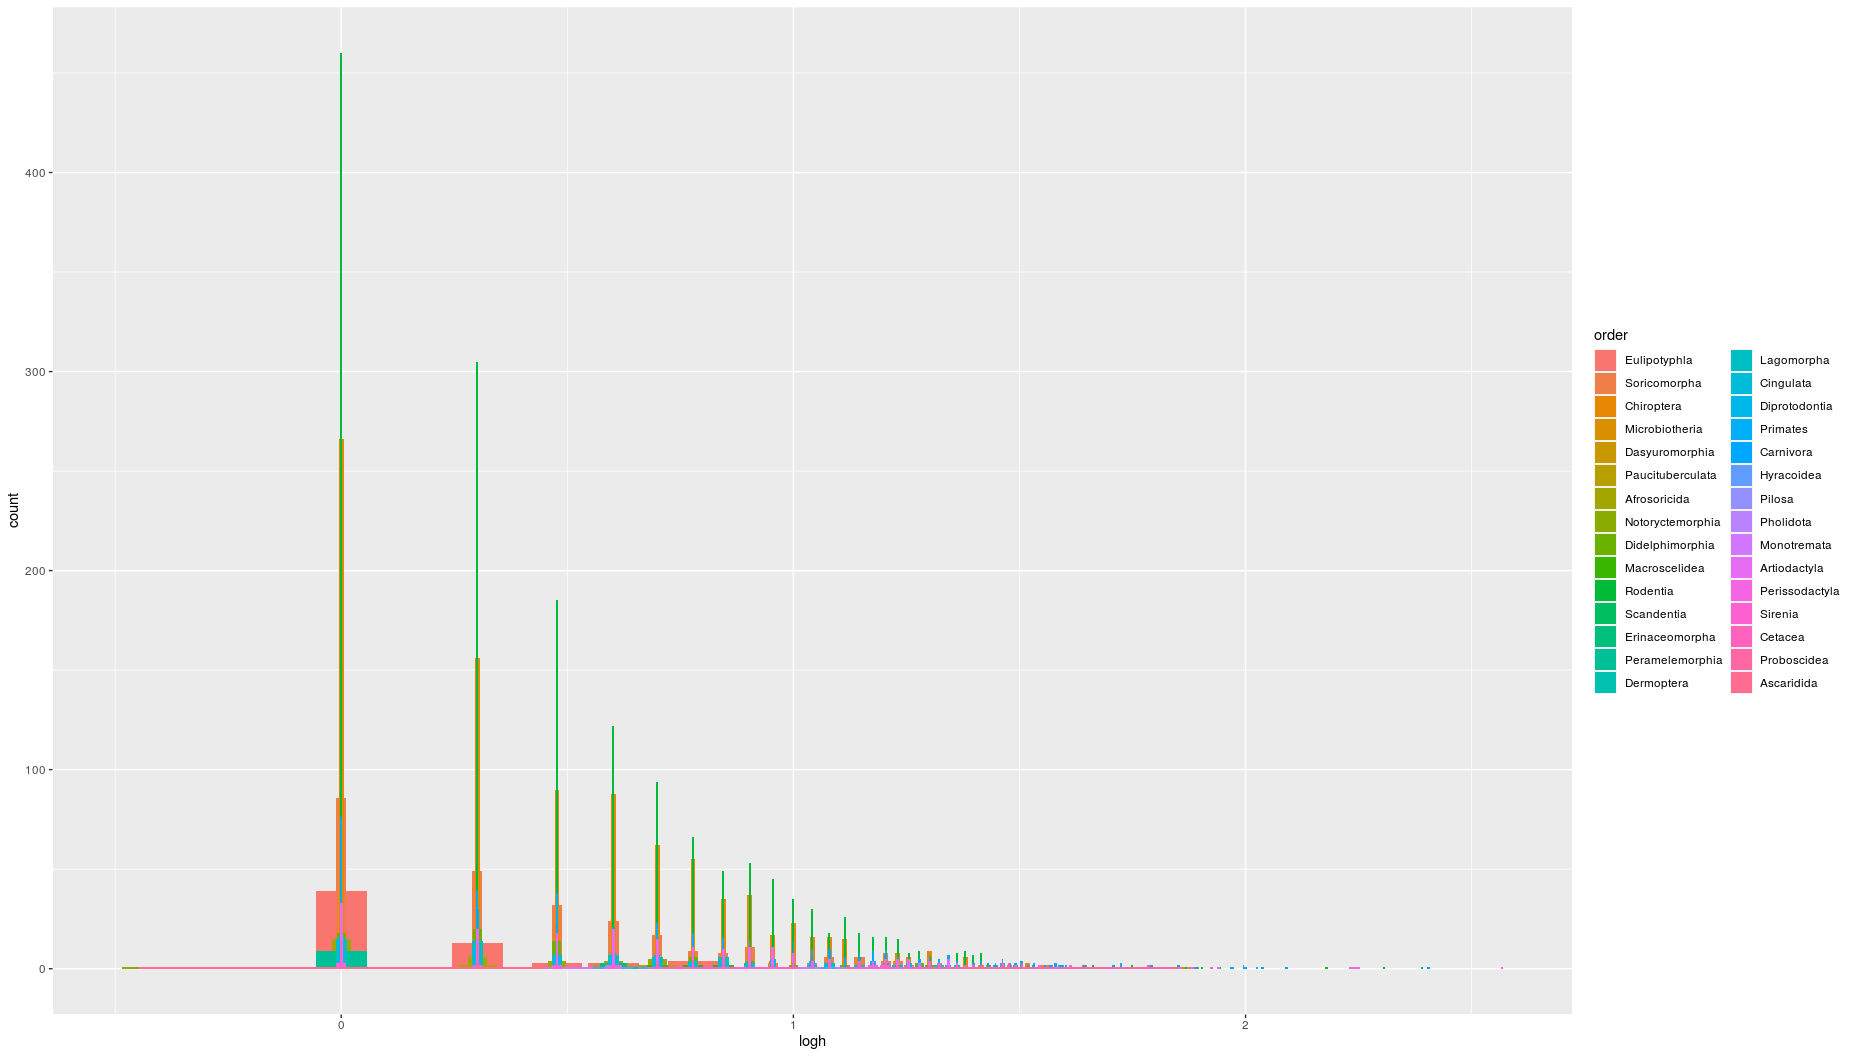 400
300
200
100
0
count
0
1
2
logh
order
Eulipotyphla
Soricomorpha
Chiroptera
Microbiotheria
Dasyuromorphia
Paucituberculata
Afrosoricida
Notoryctemorphia
Didelphimorphia
Macroscelidea
Rodentia
Scandentia
Erinaceomorpha
Peramelemorphia
Dermoptera
Lagomorpha
Cingulata
Diprotodontia
Primates
Carnivora
Hyracoidea
Pilosa
Pholidota
Monotremata
Artiodactyla
Perissodactyla
Sirenia
Cetacea
Proboscidea
Ascaridida